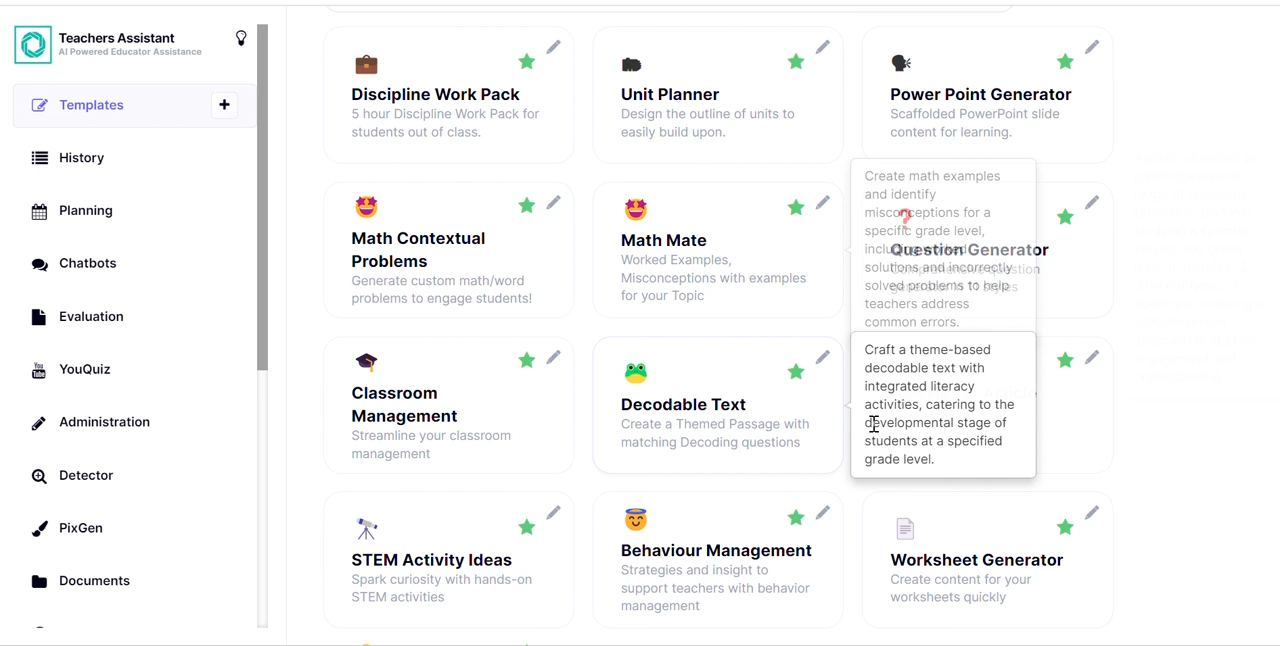 Teachers Assistant
AI Powered Educator Assistance
Templates
History
Planning
Chatbots
Evaluation
YouQuiz
Administration
Detector
PixGen
Documents
Discipline Work Pack
5 hour Discipline Work Pack for
students out of class.
Unit Planner
Design the outline of units to
easily build upon.
Power Point Generator
Scaffolded PowerPoint slide
content for learning.
Math Contextual
Problems
Generate custom math/word
problems to engage students!
Math Mate
Worked Examples,
Misconceptions with examples
for your Topic
Question Generator
Create math examples
and identify
misconceptions for a
specific grade level,
including worked
solutions and incorrectly
solved problems to help
teachers address
common errors.
Classroom
Management
Streamline your classroom
management
Decodable Text
Create a Themed Passage with
matching Decoding questions
Craft a theme-based
decodable text with
integrated literacy
activities, catering to the
developmental stage of
students at a specified
grade level.
STEM Activity Ideas
Spark curiosity with hands-on
STEM activities
Behaviour Management
Strategies and insight to
support teachers with behavior
management
Worksheet Generator
Create content for your
worksheets quickly